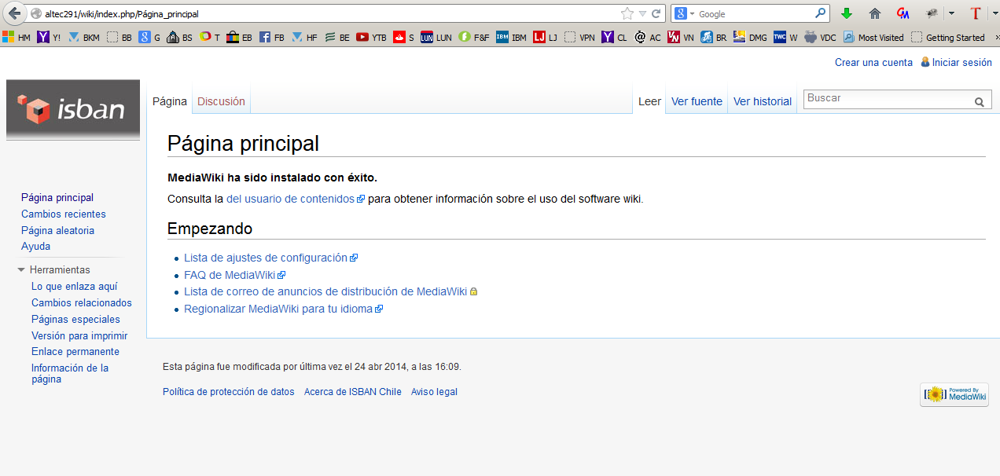 altec291/wiki/index.php/Página_principal
Google
HM Y! BKM BB G BS T EB FB HF BE YTB S LUN F&F IBM LJ VPN CL AC VN BR DMG W VDC Most Visited Getting Started
Crear una cuenta Iniciar sesión
isban
Página Discusión Leer Ver fuente Ver historial Buscar
Página principal
MediaWiki ha sido instalado con éxito.
Consulta la del usuario de contenidos para obtener información sobre el uso del software wiki.
Empezando
Lista de ajustes de configuración
FAQ de MediaWiki
Lista de correo de anuncios de distribución de MediaWiki
Regionalizar MediaWiki para tu idioma
Página principal
Cambios recientes
Página aleatoria
Ayuda
Herramientas
Lo que enlaza aquí
Cambios relacionados
Páginas especiales
Versión para imprimir
Enlace permanente
Información de la
página
Esta página fue modificada por última vez el 24 abr 2014, a las 16:09.
Política de protección de datos Acerca de ISBAN Chile Aviso legal
Powered By
MediaWiki